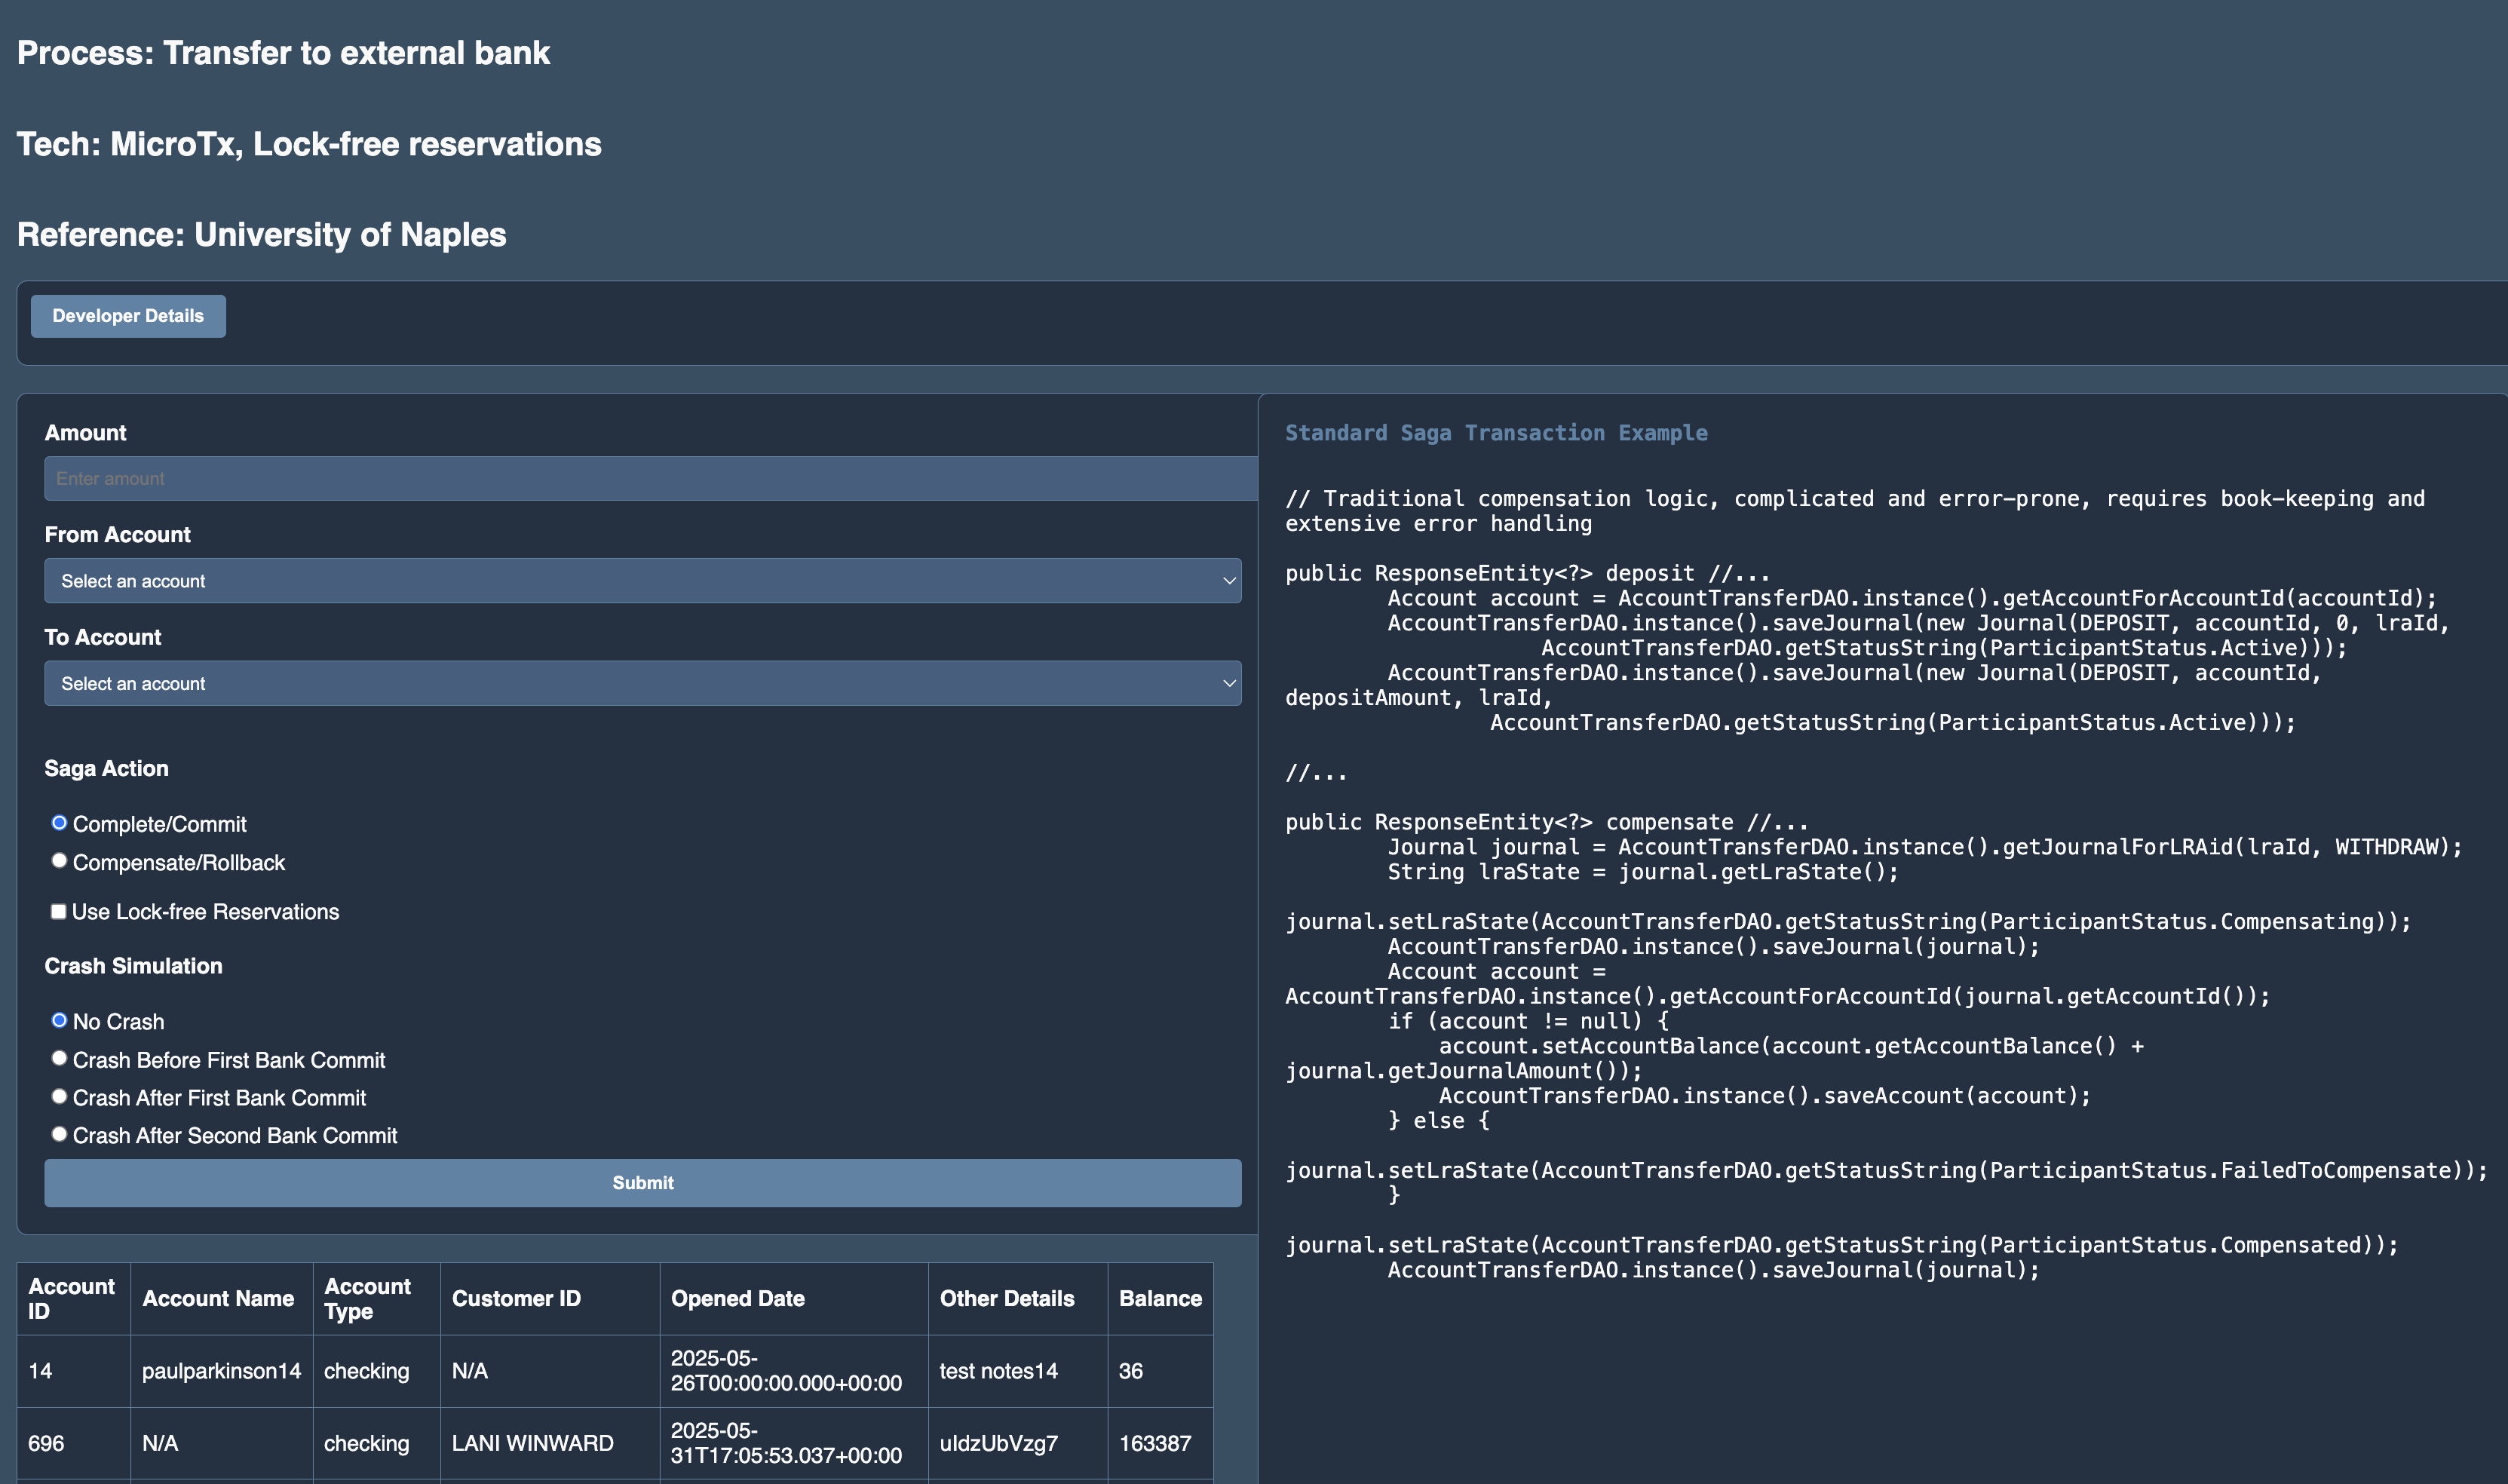 Process: Transfer to external bank
Tech: MicroTx, Lock-free reservations
Reference: University of Naples
Developer Details
Amount
Enter amount
From Account
Select an account
To Account
Select an account
Saga Action
Complete/Commit
Compensate/Rollback
Use Lock-free Reservations
Crash Simulation
No Crash
Crash Before First Bank Commit
Crash After First Bank Commit
Crash After Second Bank Commit
Submit
Standard Saga Transaction Example
// Traditional compensation logic, complicated and error-prone, requires book-keeping and
extensive error handling
public ResponseEntity<?> deposit //...
Account account = AccountTransferDAO.instance().getAccountForAccountId(accountId);
AccountTransferDAO.instance().saveJournal(new Journal(DEPOSIT, accountId, 0, lraId,
AccountTransferDAO.getStatusString(ParticipantStatus.Active)));
AccountTransferDAO.instance().saveJournal(new Journal(DEPOSIT, accountId,
depositAmount, lraId,
AccountTransferDAO.getStatusString(ParticipantStatus.Active)));
//...
public ResponseEntity<?> compensate //...
Journal journal = AccountTransferDAO.instance().getJournalForLRAid(lraId, WITHDRAW);
String lraState = journal.getLraState();
journal.setLraState(AccountTransferDAO.getStatusString(ParticipantStatus.Compensating));
AccountTransferDAO.instance().saveJournal(journal);
Account account =
AccountTransferDAO.instance().getAccountForAccountId(journal.getAccountId());
if (account != null) {
account.setAccountBalance(account.getAccountBalance() +
journal.getJournalAmount());
AccountTransferDAO.instance().saveAccount(account);
} else {
journal.setLraState(AccountTransferDAO.getStatusString(ParticipantStatus.FailedToCompensate));
}
journal.setLraState(AccountTransferDAO.getStatusString(ParticipantStatus.Compensated));
AccountTransferDAO.instance().saveJournal(journal);
Account ID Account Name Account Type Customer ID Opened Date Other Details Balance
14 paulparkinson14 checking N/A 2025-05-26T00:00:00.000+00:00 test notes14 36
696 N/A checking LANI WINWARD 2025-05-31T17:05:53.037+00:00 uldzUbVzg7 163387